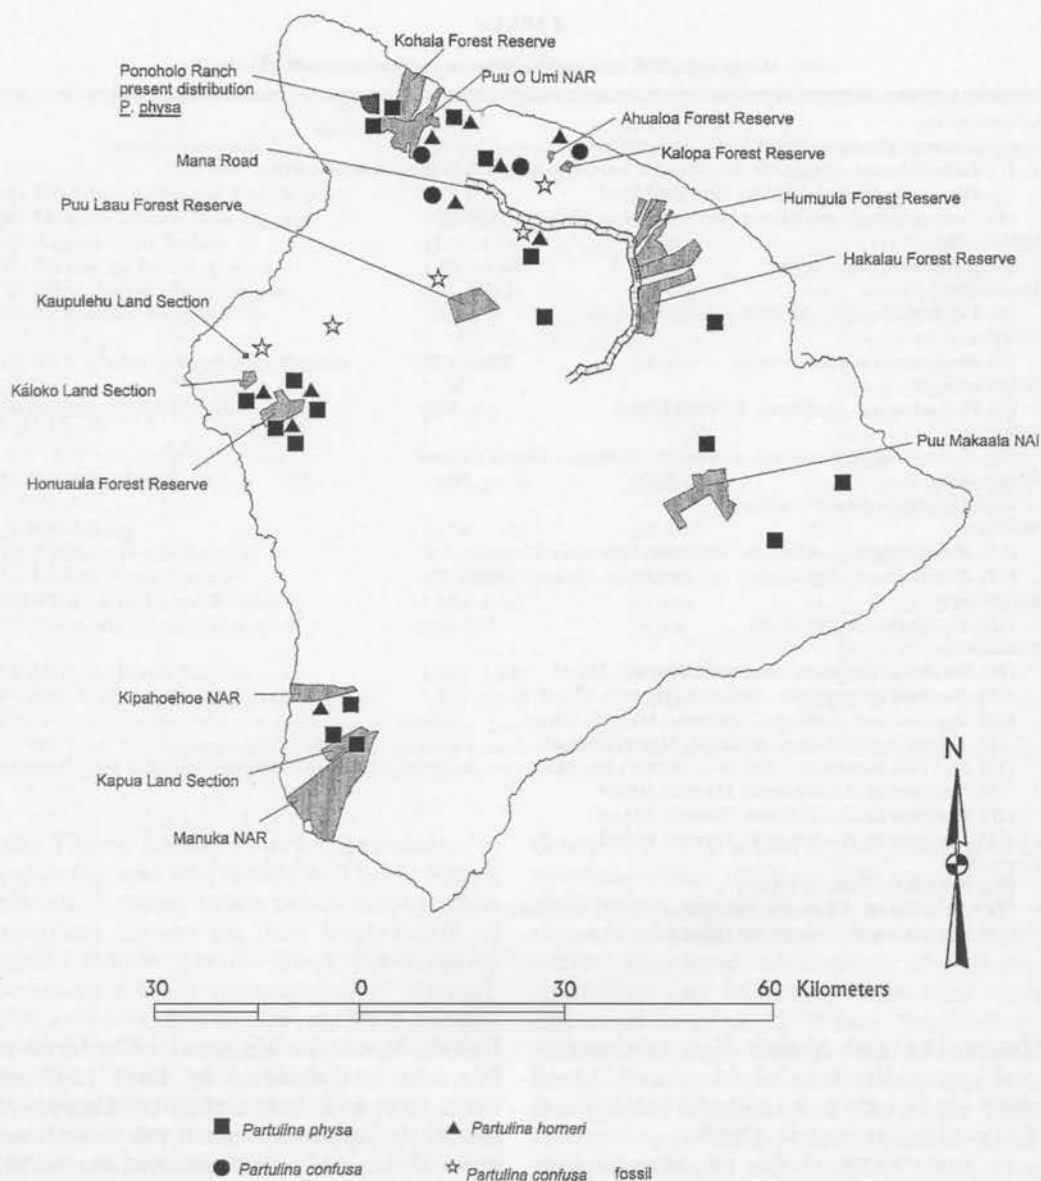 Kohala Forest Reserve
Ponoholo Ranch
present distribution
P. physa
Puu O Umi NAR
Ahualoa Forest Reserve
Mana Road
Kalopa Forest Reserve
Puu Laau Forest Reserve
Humuula Forest Reserve
Hakalau Forest Reserve
Kaupulehu Land Section
Káloko Land Section
Puu Makaala NAI
Honuaula Forest Reserve
Kipahoehoe NAR
Kapua Land Section
Manuka NAR
N
30 0 30 60 Kilometers
Partulina physa Partulina horneri
Partulina confusa Partulina confusa fossil